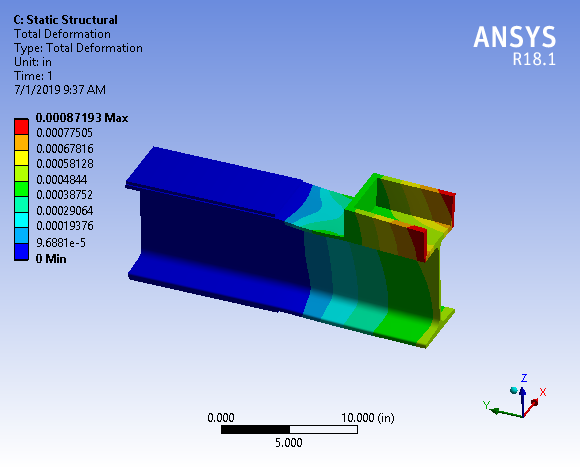 C: Static Structural
Total Deformation
Type: Total Deformation
Unit: in
Time: 1
7/1/2019 9:37 AM
ANSYS
R18.1
0.00087193 Max
0.00077505
0.00067816
0.00058128
0.0004844
0.00038752
0.00029064
0.00019376
9.6881e-5
0 Min
Z
X
Y
0.000 10.000 (in)
5.000